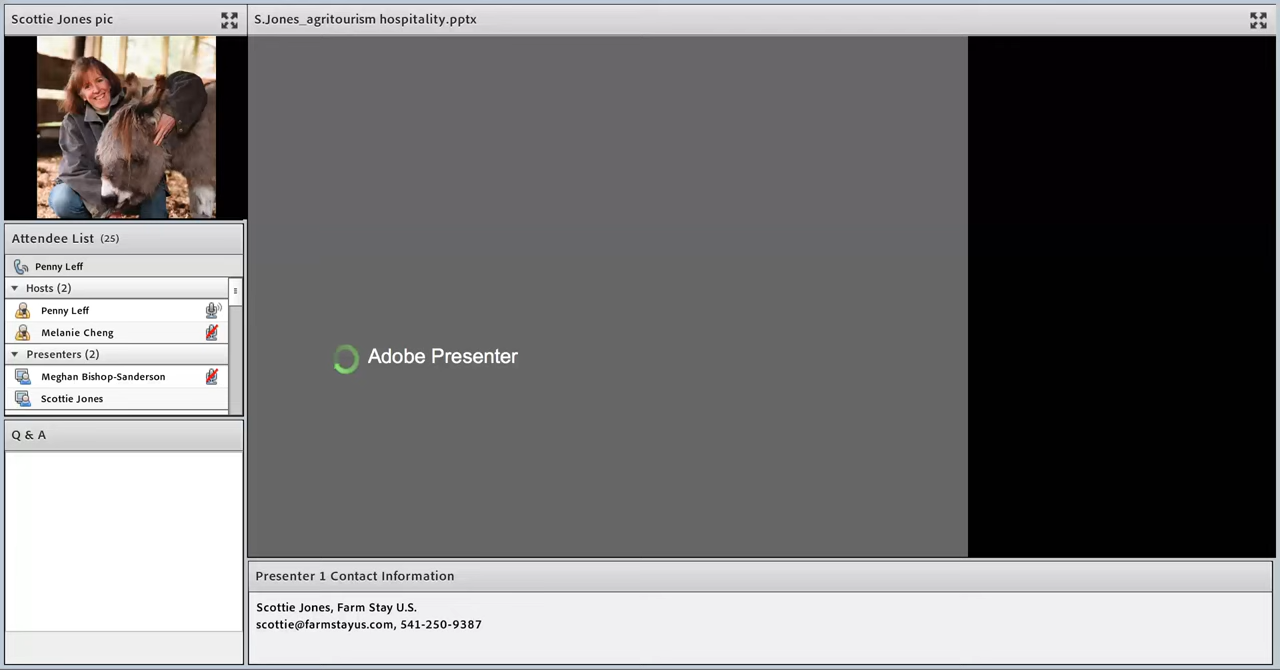 Scottie Jones pic
S.Jones_agritourism hospitality.pptx
Attendee List (25)
Penny Leff
Hosts (2)
Penny Leff
Melanie Cheng
Presenters (2)
Meghan Bishop-Sanderson
Scottie Jones
Q & A
Adobe Presenter
Presenter 1 Contact Information
Scottie Jones, Farm Stay U.S.
scottie@farmstayus.com, 541-250-9387